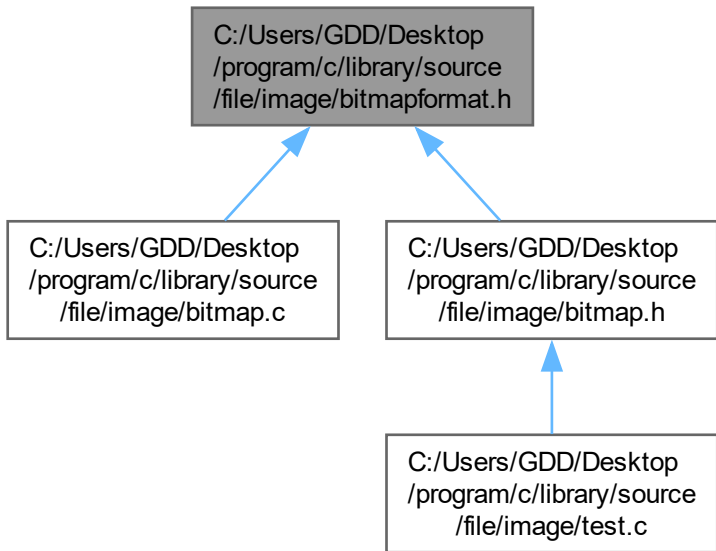 C:/Users/GDD/Desktop
/program/c/library/source
/file/image/bitmapformat.h
C:/Users/GDD/Desktop
/program/c/library/source
/file/image/bitmap.c
C:/Users/GDD/Desktop
/program/c/library/source
/file/image/bitmap.h
C:/Users/GDD/Desktop
/program/c/library/source
/file/image/test.c